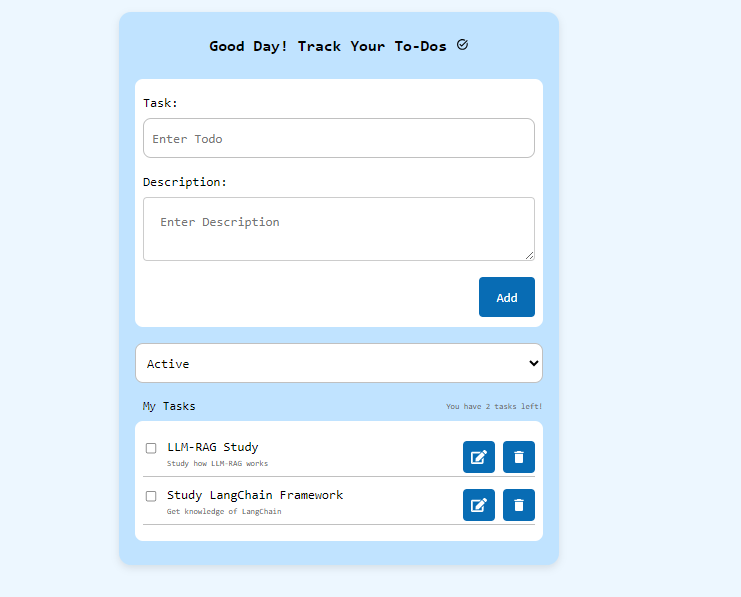 Good Day! Track Your To-Dos
Task:
Enter Todo
Description:
Enter Description
Add
Active
My Tasks
You have 2 tasks left!
LLM-RAG Study
Study how LLM-RAG works
Study LangChain Framework
Get knowledge of LangChain